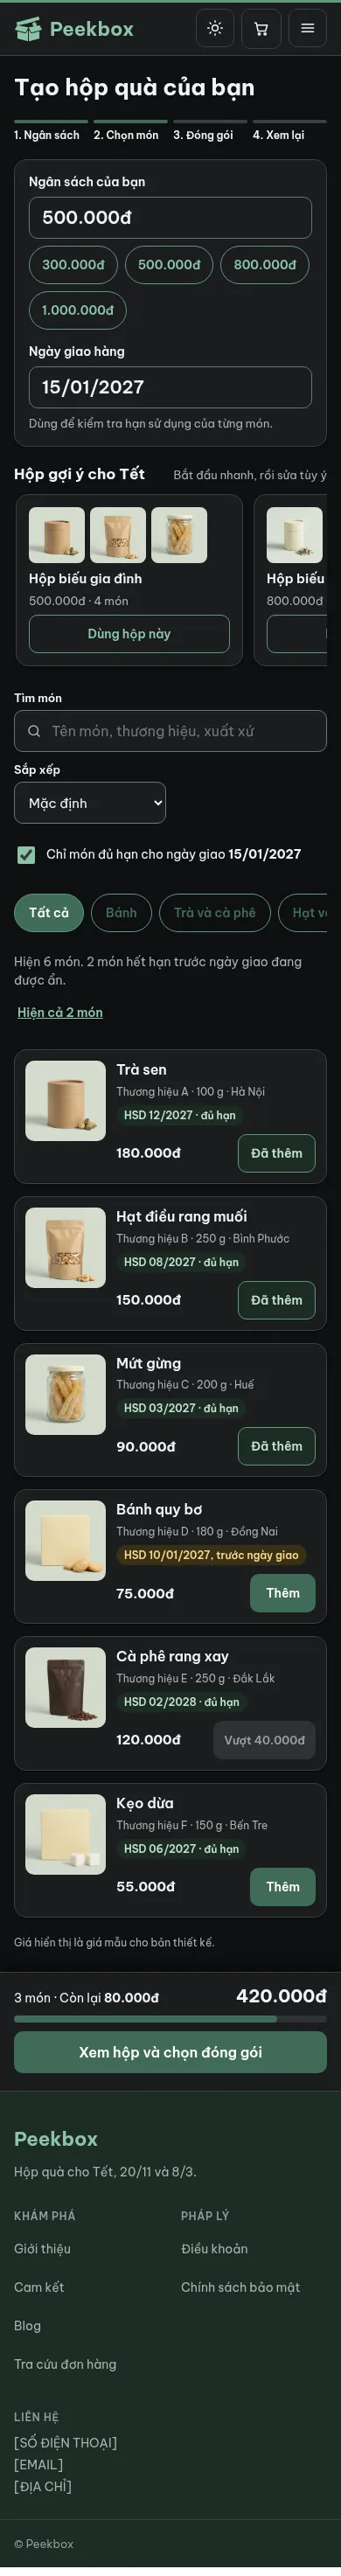 Peekbox
Tạo hộp quà của bạn
1. Ngân sách
2. Chọn món
3. Đóng gói
4. Xem lại
Ngân sách của bạn
500.000đ
300.000đ
500.000đ
800.000đ
1.000.000đ
Ngày giao hàng
15/01/2027
Dùng để kiểm tra hạn sử dụng của từng món.
Hộp gợi ý cho Tết
Bắt đầu nhanh, rồi sửa tùy ý
Hộp biếu gia đình
500.000đ · 4 món
Dùng hộp này
Hộp biếu
800.000đ
Tìm món
Tên món, thương hiệu, xuất xứ
Sắp xếp
Mặc định
Chỉ món đủ hạn cho ngày giao 15/01/2027
Tất cả
Bánh
Trà và cà phê
Hạt
Hiện 6 món. 2 món hết hạn trước ngày giao đang
được ẩn.
Hiện cả 2 món
Trà sen
Thương hiệu A · 100 g · Hà Nội
HSD 12/2027 · đủ hạn
180.000đ
Đã thêm
Hạt điều rang muối
Thương hiệu B · 250 g · Bình Phước
HSD 08/2027 · đủ hạn
150.000đ
Đã thêm
Mứt gừng
Thương hiệu C · 200 g · Huế
HSD 03/2027 · đủ hạn
90.000đ
Đã thêm
Bánh quy bơ
Thương hiệu D · 180 g · Đồng Nai
HSD 10/01/2027, trước ngày giao
75.000đ
Thêm
Cà phê rang xay
Thương hiệu E · 250 g · Đắk Lắk
HSD 02/2028 · đủ hạn
120.000đ
Vượt 40.000đ
Kẹo dừa
Thương hiệu F · 150 g · Bến Tre
HSD 06/2027 · đủ hạn
55.000đ
Thêm
Giá hiển thị là giá mẫu cho bản thiết kế.
3 món · Còn lại 80.000đ
420.000đ
Xem hộp và chọn đóng gói
Peekbox
Hộp quà cho Tết, 20/11 và 8/3.
KHÁM PHÁ
Giới thiệu
Cam kết
Blog
Tra cứu đơn hàng
PHÁP LÝ
Điều khoản
Chính sách bảo mật
LIÊN HỆ
[SỐ ĐIỆN THOẠI]
[EMAIL]
[ĐỊA CHỈ]
© Peekbox